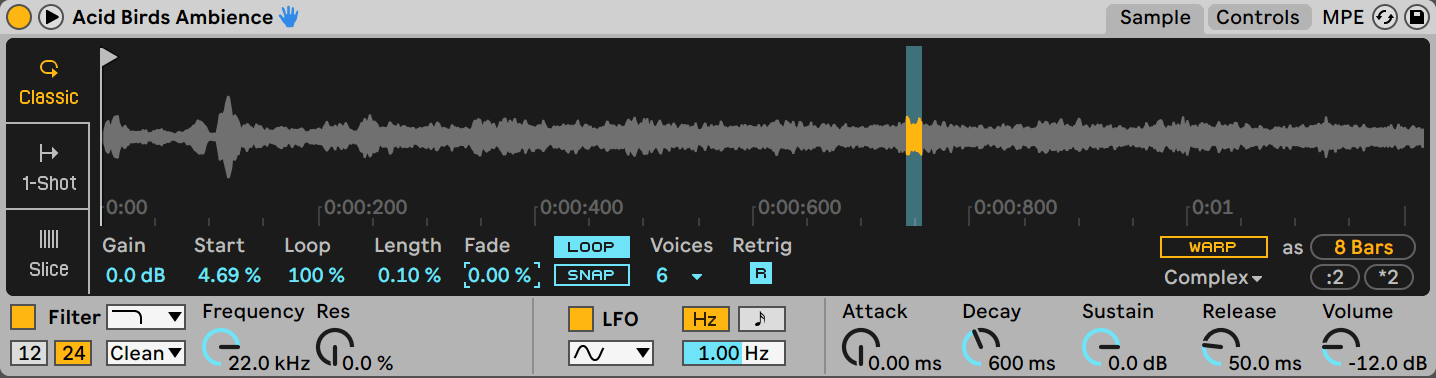 Acid Birds Ambience Sample Controls MPE
Classic
1-Shot
Slice
0:00 0:00:200 0:00:400 0:00:600 0:00:800 0:01
Gain Start Loop Length Fade LOOP Voices Retrig WARP as 8 Bars
0.0 dB 4.69 % 100 % 0.10 % 0.00 % SNAP 6 R Complex :2 *2
Filter Frequency Res LFO Hz Attack Decay Sustain Release Volume
12 24 Clean 22.0 kHz 0.0 % 1.00 Hz 0.00 ms 600 ms 0.0 dB 50.0 ms -12.0 dB